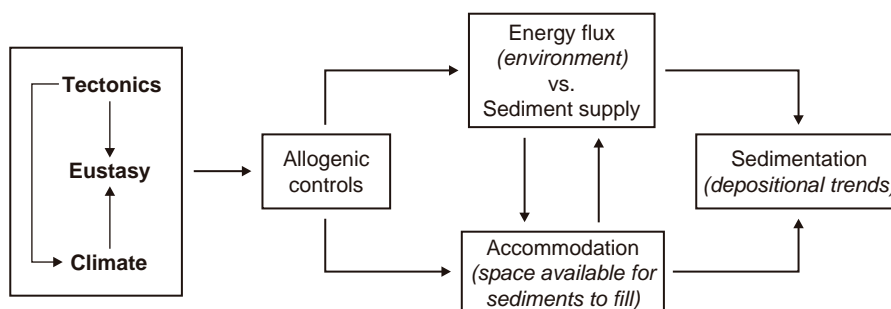 Tectonics
Eustasy
Climate
Allogenic
controls
Energy flux
(environment)
vs.
Sediment supply
Accommodation
(space available for
sediments to fill)
Sedimentation
(depositional trends)